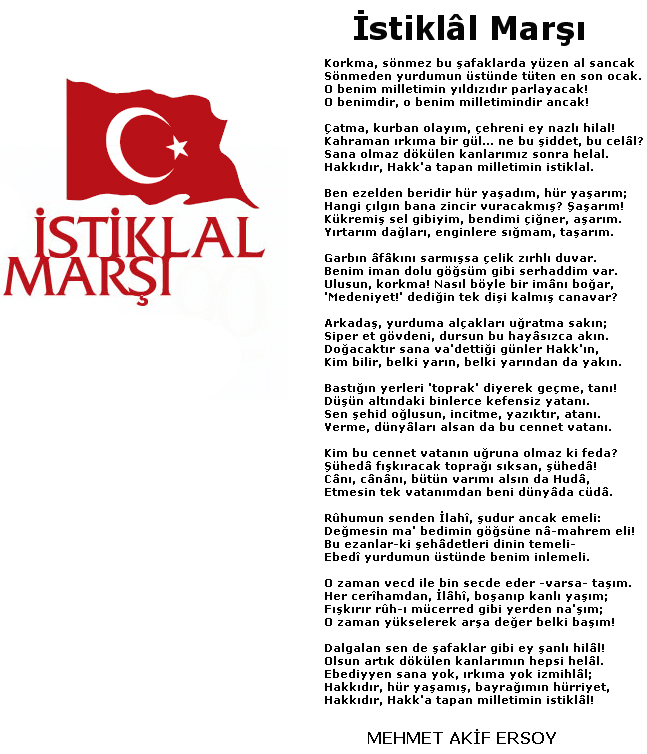 İSTİKLAL
MARŞI
İstiklâl Marşı
Korkma, sönmez bu şafaklarda yüzen al sancak
Sönmeden yurdumun üstünde tüten en son ocak.
O benim milletimin yıldızıdır parlayacak!
O benimdir, o benim milletimindir ancak!
Çatma, kurban olayım, çehreni ey nazlı hilal!
Kahraman ırkıma bir gül... ne bu şiddet, bu celâl?
Sana olmaz dökülen kanlarımız sonra helal.
Hakkıdır, Hakk'a tapan milletimin istiklal.
Ben ezelden beridir hür yaşadım, hür yaşarım;
Hangi çılgın bana zincir vuracakmış? Şaşarım!
Kükremiş sel gibiyim, bendimi çiğner, aşarım.
Yırtarım dağları, enginlere sığmam, taşarım.
Garbın âfâkını sarmışsa çelik zırhlı duvar.
Benim iman dolu göğsüm gibi serhaddim var.
Ulusun, korkma! Nasıl böyle bir imânı boğar,
'Medeniyet!' dediğin tek dişi kalmış canavar?
Arkadaş, yurduma alçakları uğratma sakın;
Siper et gövdeni, dursun bu hayâsızca akın.
Doğacaktır sana va'dettiği günler Hakk'ın,
Kim bilir, belki yarın, belki yarından da yakın.
Bastığın yerleri 'toprak' diyerek geçme, tanı!
Düşün altındaki binlerce kefensiz yatanı.
Sen şehid oğlusun, incitme, yazıktır, atanı.
Verme, dünyâları alsan da bu cennet vatanı.
Kim bu cennet vatanın uğruna olmaz ki feda?
Şühedâ fışkıracak toprağı sıksan, şühedâ!
Cânı, cânânı, bütün varımı alsın da Hudâ,
Etmesin tek vatanımdan beni dünyâda cüdâ.
Rûhumun senden İlahî, şudur ancak emeli:
Değmesin ma' bedimin göğsüne nâ-mahrem eli!
Bu ezanlar-ki şehâdetleri dinin temeli-
Ebedî yurdumun üstünde benim inlemeli.
O zaman vecd ile bin secde eder -varsa- taşım.
Her cerîhamdan, İlâhî, boşanıp kanlı yaşım;
Fışkırır rûh-ı mücerred gibi yerden na'şım;
O zaman yükselerek arşa değer belki başım!
Dalgalan sen de şafaklar gibi ey şanlı hilâl!
Olsun artık dökülen kanlarımın hepsi helâl.
Ebediyyen sana yok, ırkıma yok izmihlâl;
Hakkıdır, hür yaşamış, bayrağımın hürriyet,
Hakkıdır, Hakk'a tapan milletimin istiklâl!
MEHMET AKİF ERSOY